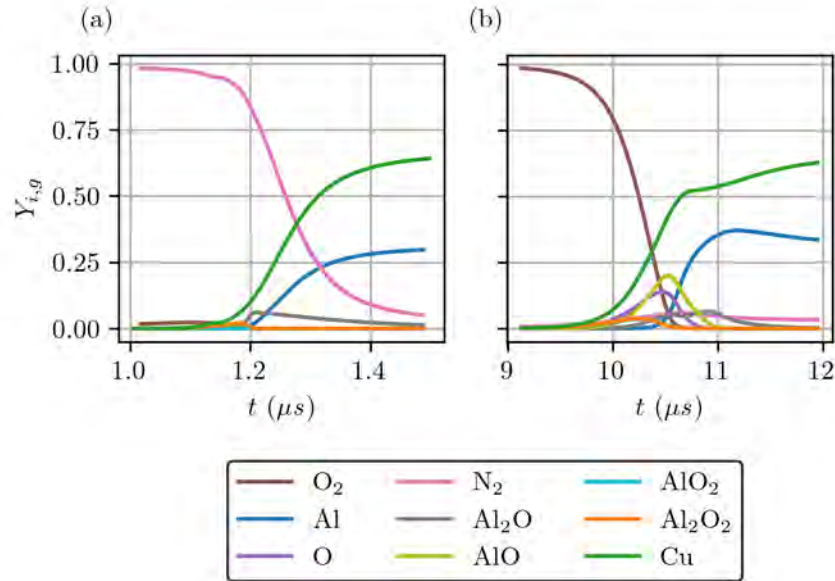 (a)
(b)
1.00
0.75
0.50
0.25
0.00
Y_{i,g}
1.0 1.2 1.4
9 10 11 12
t (μs)
t (μs)
O₂ N₂ AlO₂
Al Al₂O Al₂O₂
O AlO Cu